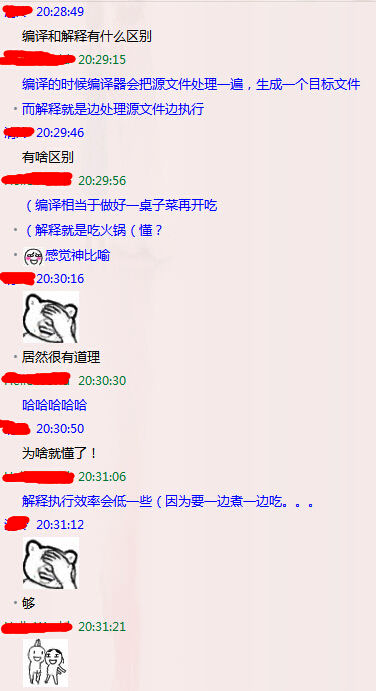 20:28:49
编译和解释有什么区别
20:29:15
编译的时候编译器会把源文件处理一遍，生成一个目标文件
而解释就是边处理源文件边执行
20:29:46
有啥区别
20:29:56
（编译相当于做好一桌子菜再开吃
（解释就是吃火锅（懂？
感觉神比喻
20:30:16
居然很有道理
20:30:30
哈哈哈哈哈
20:30:50
为啥就懂了！
20:31:06
解释执行效率会低一些（因为要一边煮一边吃。。。
20:31:12
够
20:31:21